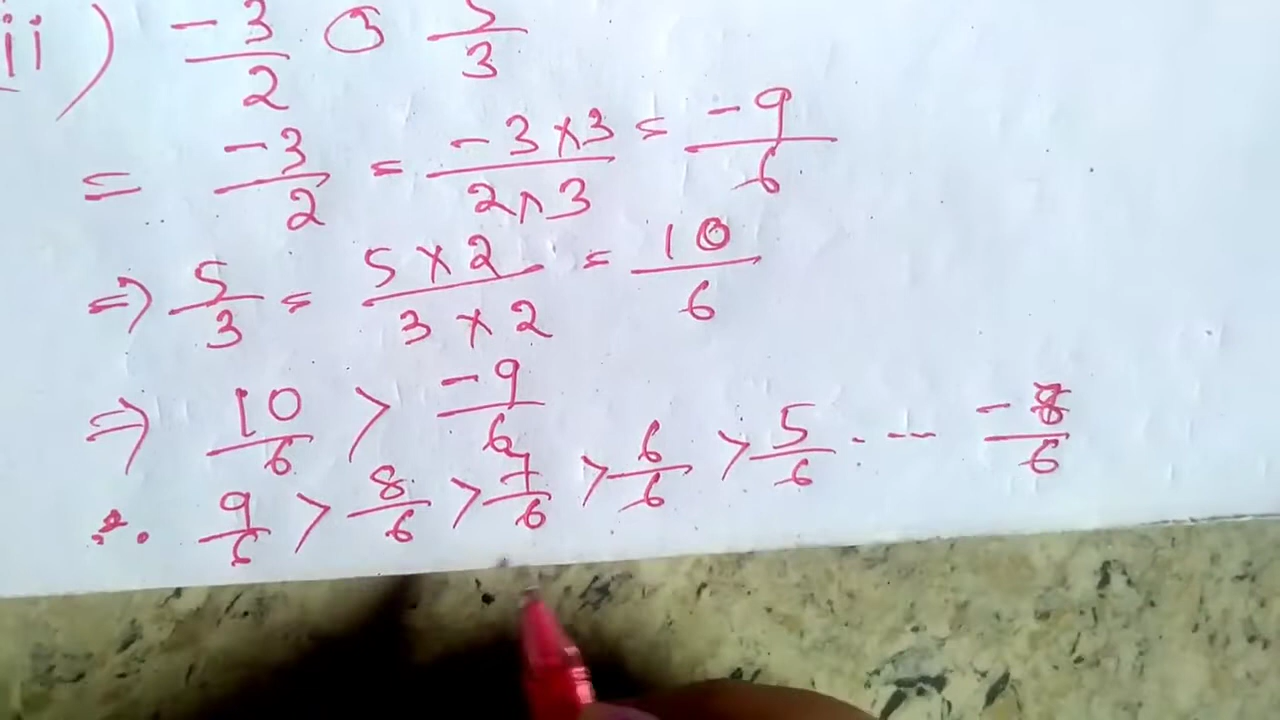 ii) -3/2 ౨ 5/3
= -3/2 = -3×3/2×3 = -9/6
⇒ 5/3 = 5×2/3×2 = 10/6
⇒ 10/6 > -9/6
∴ 9/6 > 8/6 > 7/6 > 6/6 > 5/6 ----- -8/6